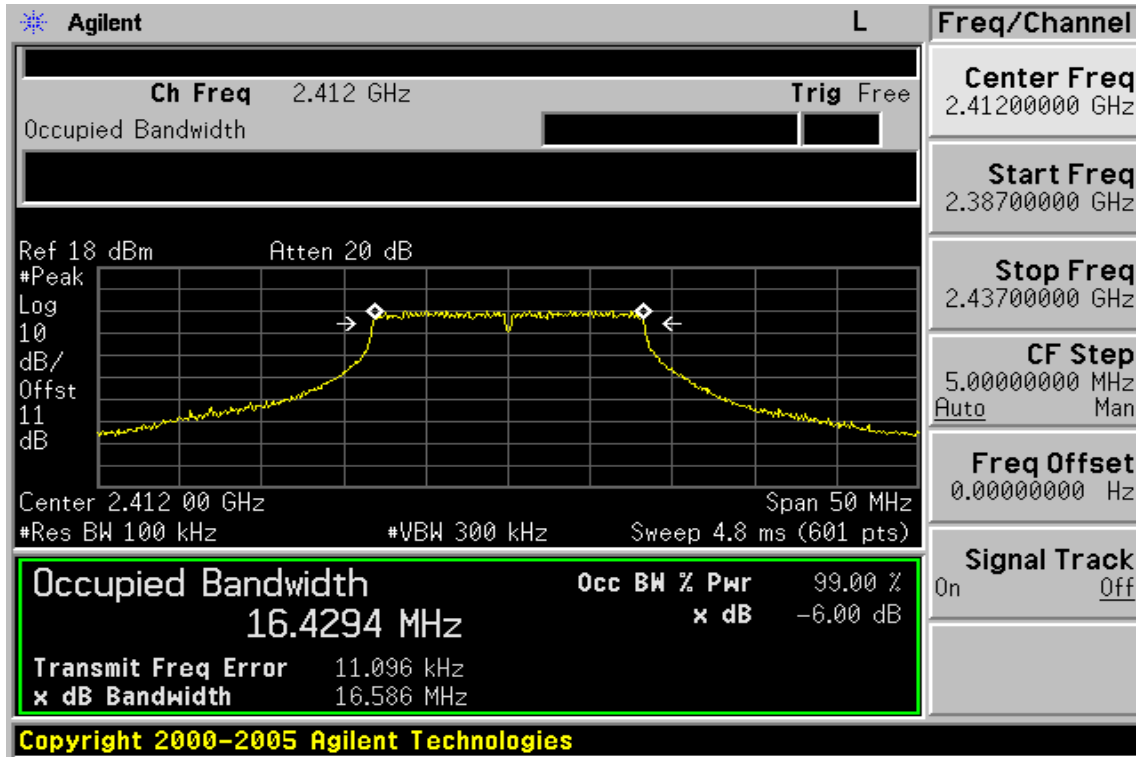 Agilent L Freq/Channel
Ch Freq 2.412 GHz Trig Free
Occupied Bandwidth
Center Freq
2.41200000 GHz
Start Freq
2.38700000 GHz
Stop Freq
2.43700000 GHz
CF Step
5.00000000 MHz
Auto Man
Freq Offset
0.00000000 Hz
Signal Track
On Off
Ref 18 dBm Atten 20 dB
#Peak
Log
10
dB/
Offst
11
dB
Center 2.412 00 GHz Span 50 MHz
#Res BW 100 kHz #VBW 300 kHz Sweep 4.8 ms (601 pts)
Occupied Bandwidth Occ BW % Pwr 99.00 %
16.4294 MHz x dB -6.00 dB
Transmit Freq Error 11.096 kHz
x dB Bandwidth 16.586 MHz
Copyright 2000-2005 Agilent Technologies